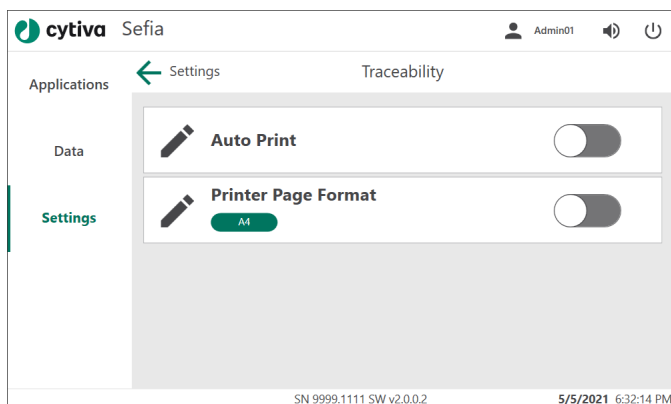 cytiva Sefia Admin01
Applications
Settings Traceability
Auto Print
Data
Printer Page Format
A4
Settings
SN 9999.1111 SW v2.0.0.2 5/5/2021 6:32:14 PM